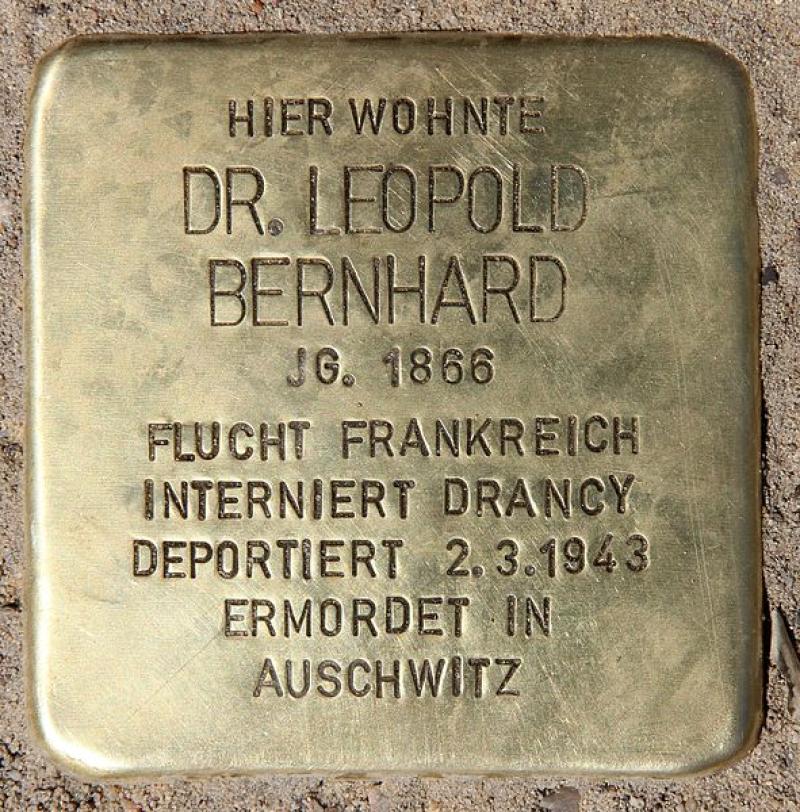 HIER WOHNTE
DR. LEOPOLD
BERNHARD
JG. 1866
FLUCHT FRANKREICH
INTERNIERT DRANCY
DEPORTIERT 2.3.1943
ERMORDET IN
AUSCHWITZ